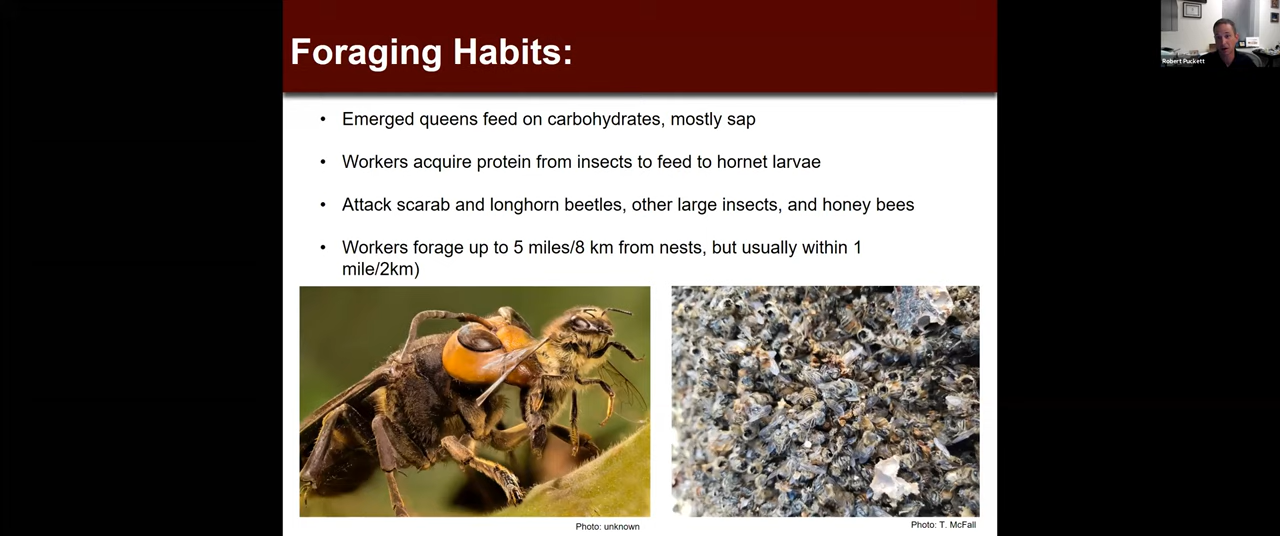 Foraging Habits:
Robert Puckett
• Emerged queens feed on carbohydrates, mostly sap
• Workers acquire protein from insects to feed to hornet larvae
• Attack scarab and longhorn beetles, other large insects, and honey bees
• Workers forage up to 5 miles/8 km from nests, but usually within 1
mile/2km)
Photo: unknown
Photo: T. McFall